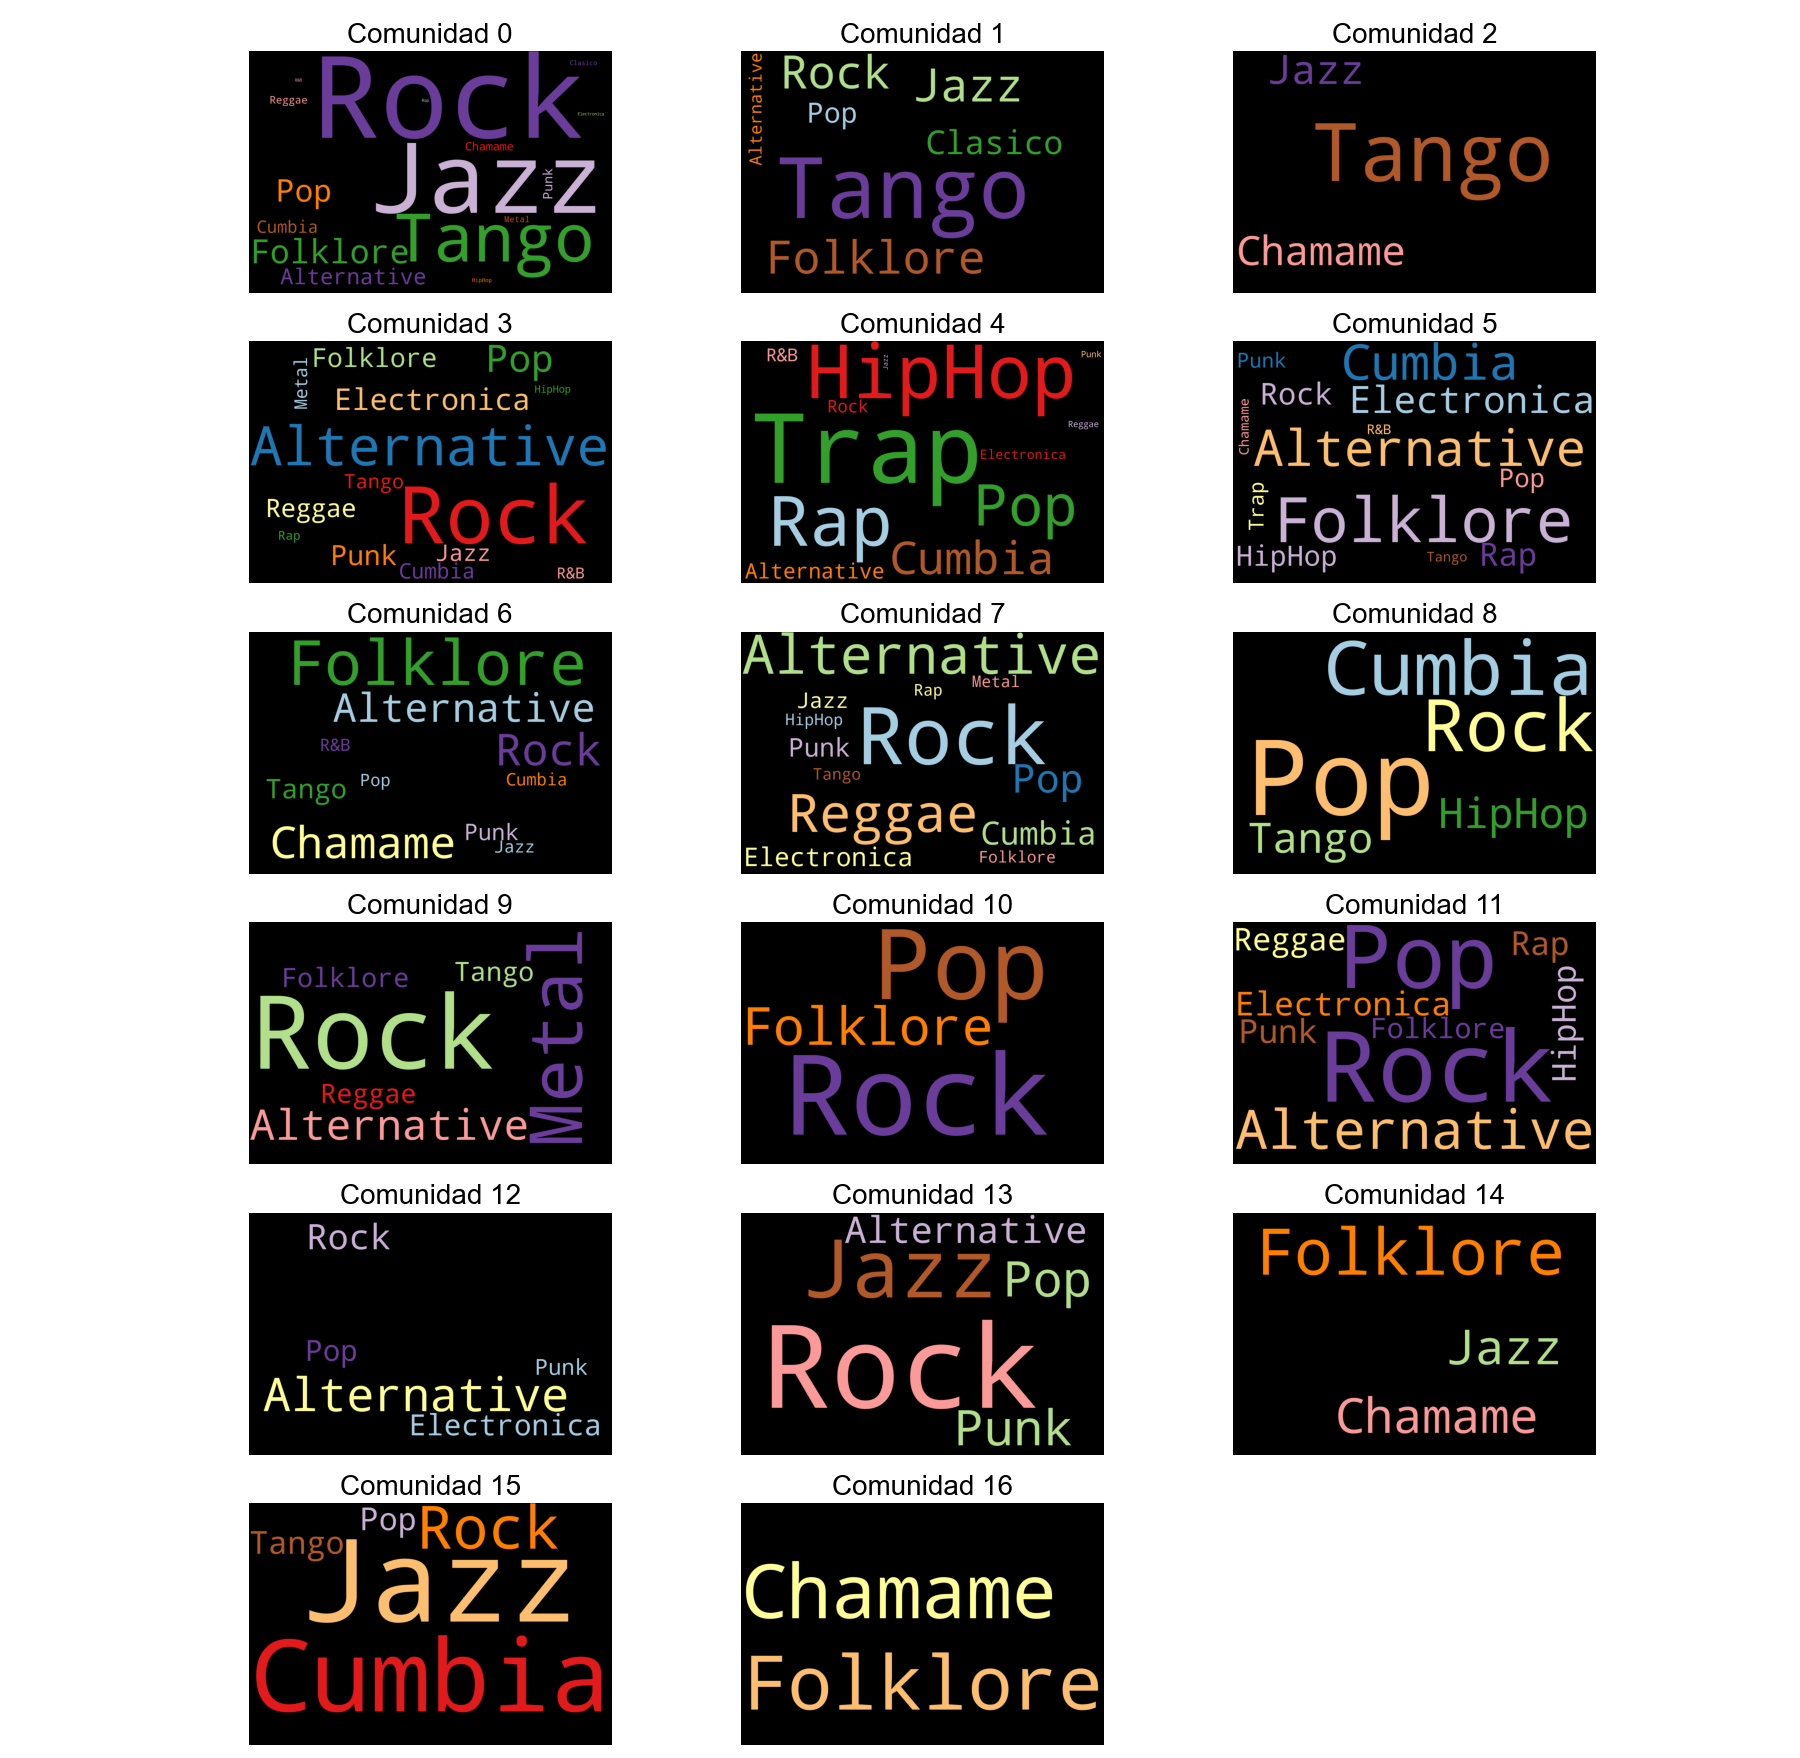 Comunidad 0
Rock
Clasico
R&B
Reggae
Rap
Electronica
Chamame
Jazz
Punk
Pop
Metal
Cumbia
Tango
Folklore
Alternative
HipHop
Comunidad 1
Alternative
Rock
Jazz
Pop
Clasico
Tango
Folklore
Comunidad 2
Jazz
Tango
Chamame
Comunidad 3
Folklore
Pop
Metal
Electronica
HipHop
Alternative
Tango
Rock
Reggae
Rap
Punk
Jazz
Cumbia
R&B
Comunidad 4
R&B
HipHop
Jazz
Punk
Rock
Trap
Reggae
Electronica
Rap
Pop
Cumbia
Alternative
Comunidad 5
Punk
Cumbia
Rock
Electronica
Chamame
R&B
Alternative
Pop
Trap
Folklore
HipHop
Tango
Rap
Comunidad 6
Folklore
Alternative
R&B
Rock
Tango
Pop
Cumbia
Chamame
Punk
Jazz
Comunidad 7
Alternative
Rap
Metal
Jazz
HipHop
Rock
Punk
Tango
Pop
Reggae
Cumbia
Electronica
Folklore
Comunidad 8
Cumbia
Rock
Pop
HipHop
Tango
Comunidad 9
Folklore
Tango
Metal
Rock
Reggae
Alternative
Comunidad 10
Pop
Folklore
Rock
Comunidad 11
Reggae
Pop
Rap
Electronica
HipHop
Punk
Folklore
Rock
Alternative
Comunidad 12
Rock
Pop
Punk
Alternative
Electronica
Comunidad 13
Alternative
Jazz
Pop
Rock
Punk
Comunidad 14
Folklore
Jazz
Chamame
Comunidad 15
Pop
Rock
Tango
Jazz
Cumbia
Comunidad 16
Chamame
Folklore